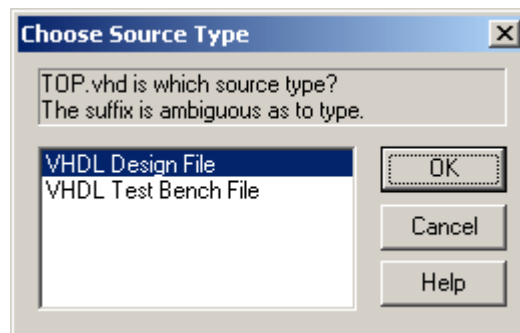 Choose Source Type
TOP.vhd is which source type?
The suffix is ambiguous as to type.
VHDL Design File
VHDL Test Bench File
OK
Cancel
Help